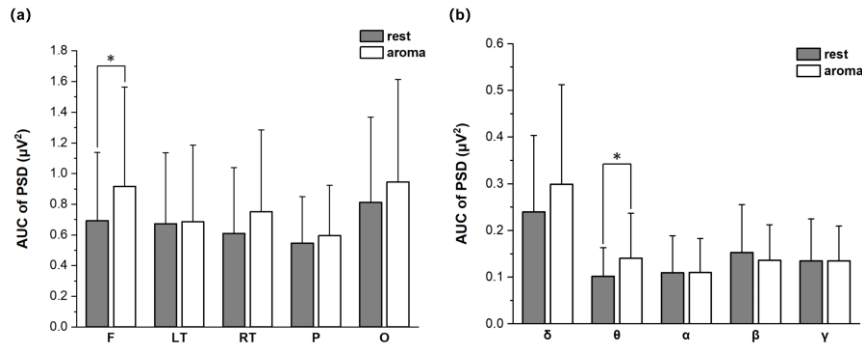 (a)
rest
aroma
AUC of PSD (μV²)
1.8
1.6
1.4
1.2
1.0
0.8
0.6
0.4
0.2
0.0
*
F LT RT P O
(b)
rest
aroma
AUC of PSD (μV²)
0.6
0.5
0.4
0.3
0.2
0.1
0.0
*
δ θ α β γ